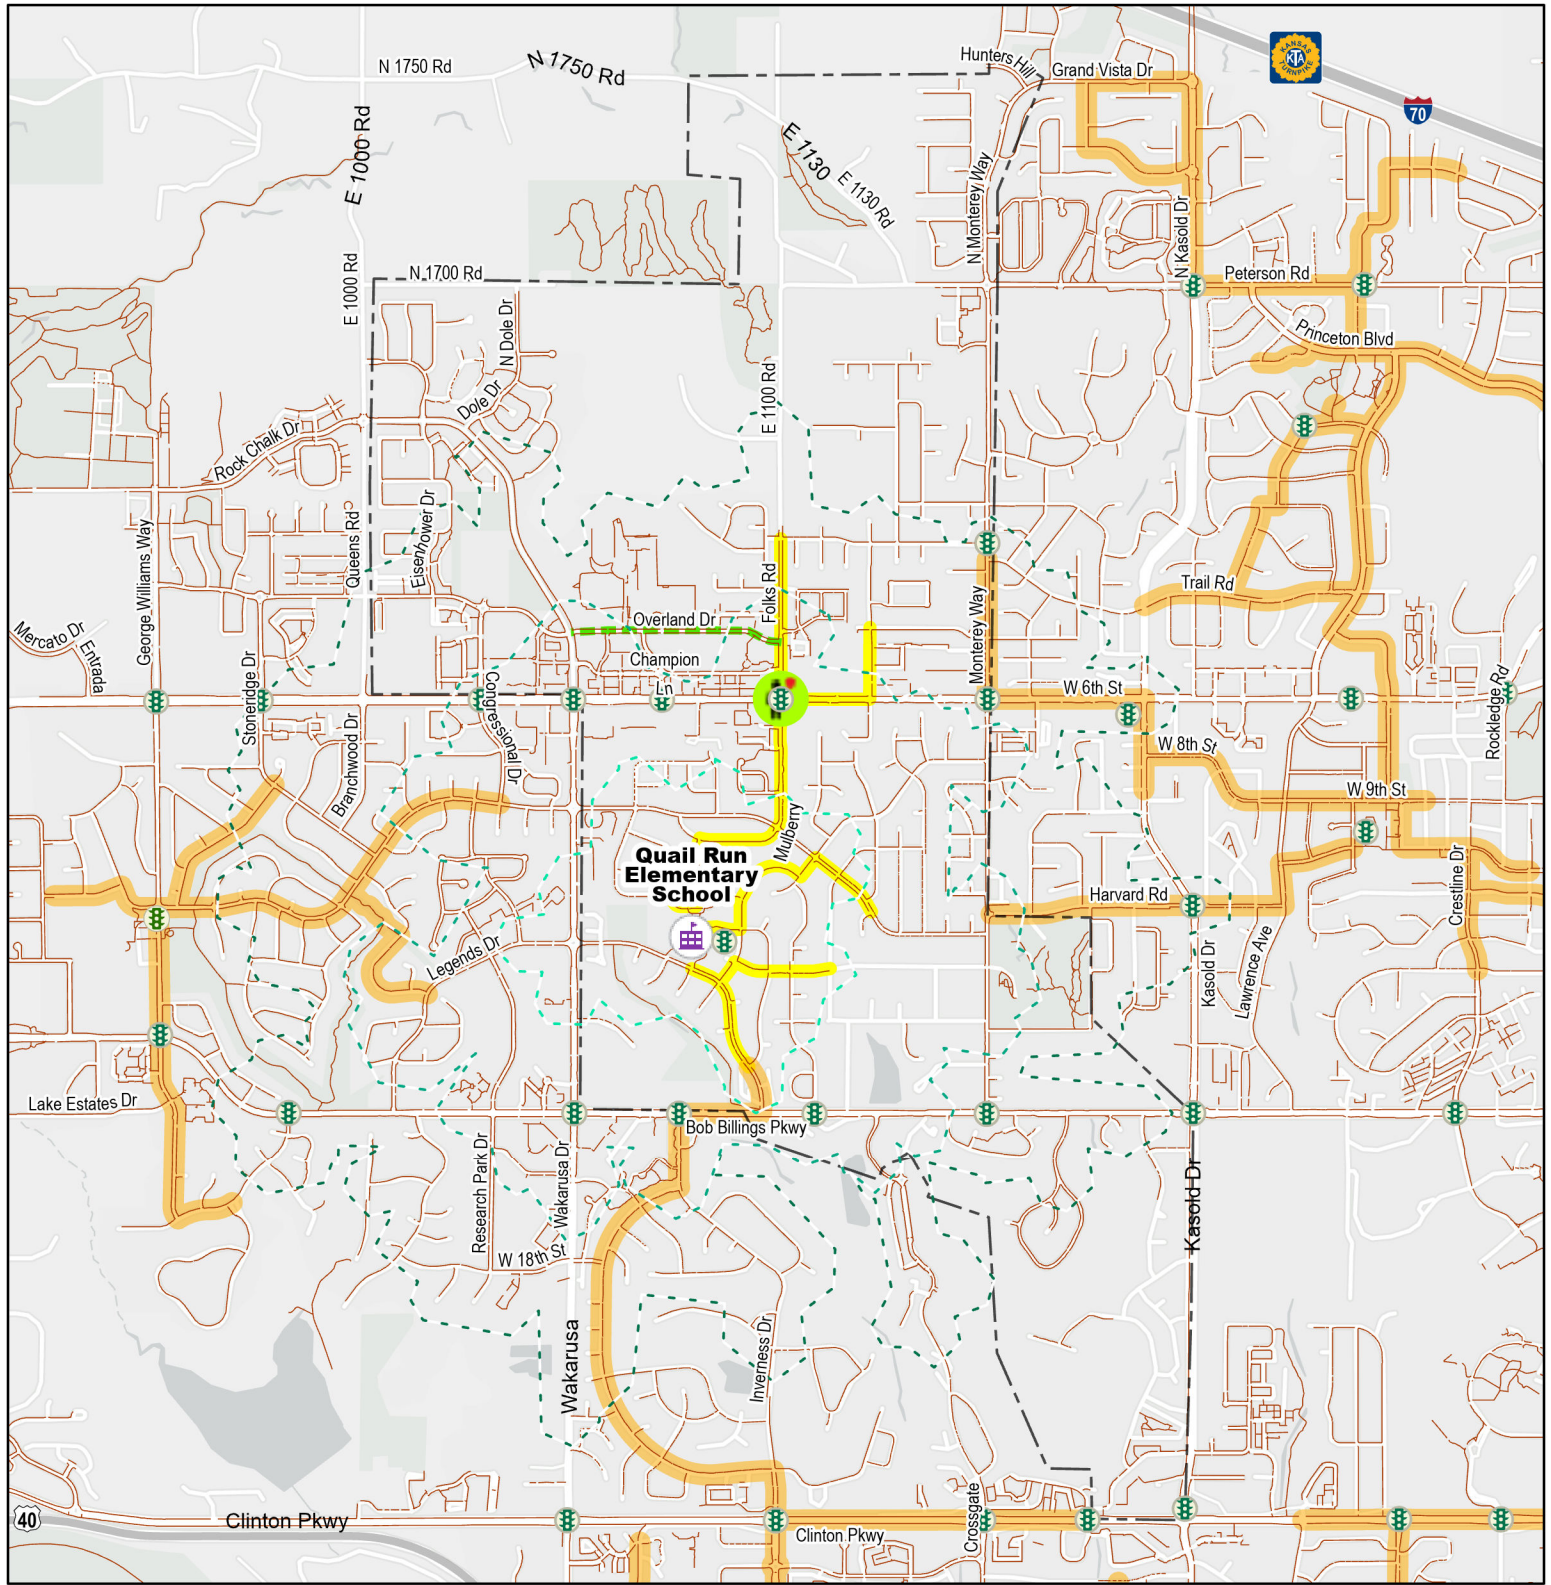 KANSAS
KTA
TURNPIKE
Hunters Hill
N 1750 Rd
N 1750 Rd
Grand Vista Dr
70
E 1000 Rd
E 1130
E 1130 Rd
N Monterey Way
N Kasold Dr
E 1000 Rd
N 1700 Rd
Peterson Rd
N Dole Dr
Princeton Blvd
E 1100 Rd
Dole Dr
Rock Chalk Dr
George Williams Way
Queens Rd
Eisenhower Dr
Folks Rd
Monterey Way
Trail Rd
Mercato Dr
Entrada
Overland Dr
Champion
Ln
Stoneridge Dr
Congressional Dr
W 6th St
Rockledge Rd
Branchwood Dr
W 8th St
W 9th St
Mulberry
Quail Run
Elementary
School
Harvard Rd
Crestline Dr
Legends Dr
Kasold Dr
Lawrence Ave
Lake Estates Dr
Bob Billings Pkwy
Research Park Dr
Wakarusa Dr
Kasold Dr
W 18th St
Wakarusa
Inverness Dr
Crossgate
40
Clinton Pkwy
Clinton Pkwy